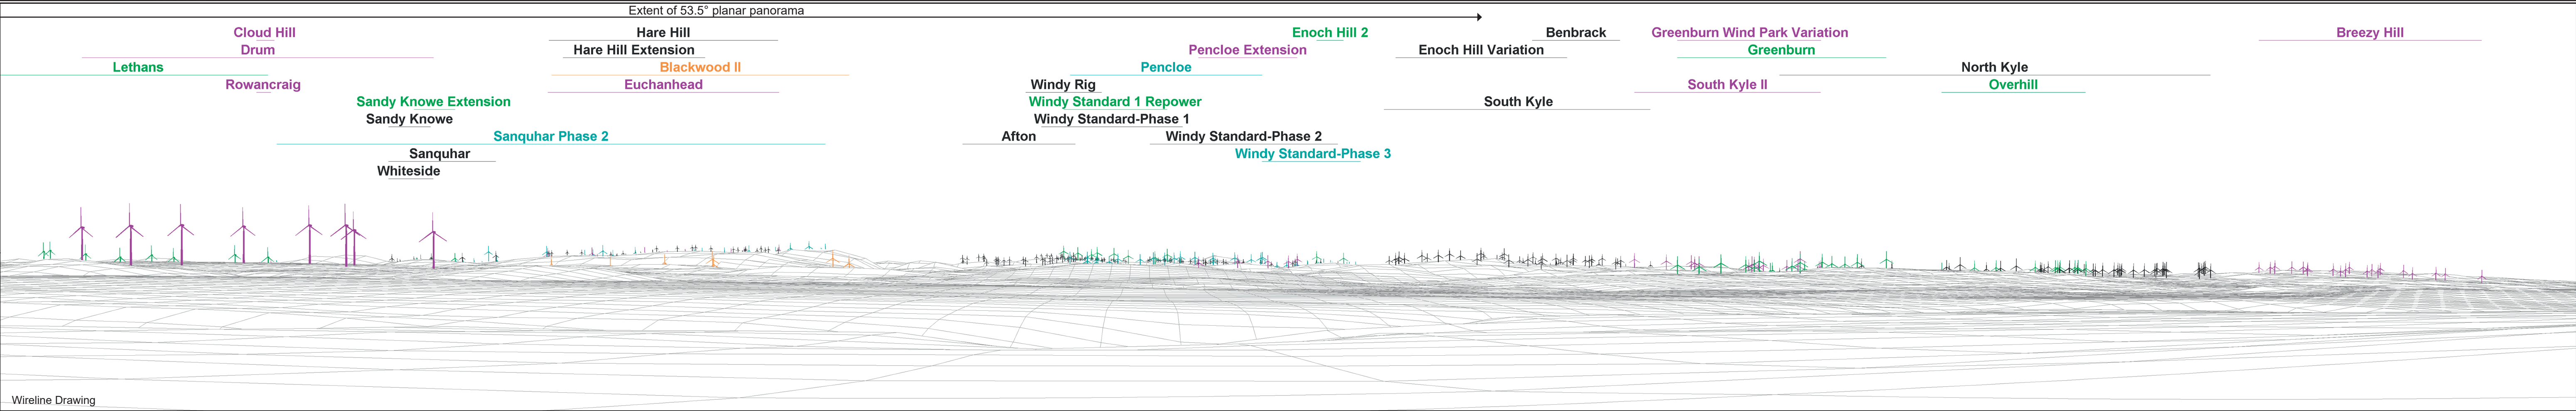 Extent of 53.5° planar panorama
Cloud Hill
Hare Hill
Enoch Hill 2
Benbrack
Greenburn Wind Park Variation
Breezy Hill
Drum
Hare Hill Extension
Pencloe Extension
Enoch Hill Variation
Greenburn
Lethans
Blackwood II
Pencloe
North Kyle
Rowancraig
Euchanhead
Windy Rig
South Kyle II
Overhill
Sandy Knowe Extension
Windy Standard 1 Repower
South Kyle
Sandy Knowe
Windy Standard-Phase 1
Sanquhar Phase 2
Afton
Windy Standard-Phase 2
Sanquhar
Windy Standard-Phase 3
Whiteside
Wireline Drawing